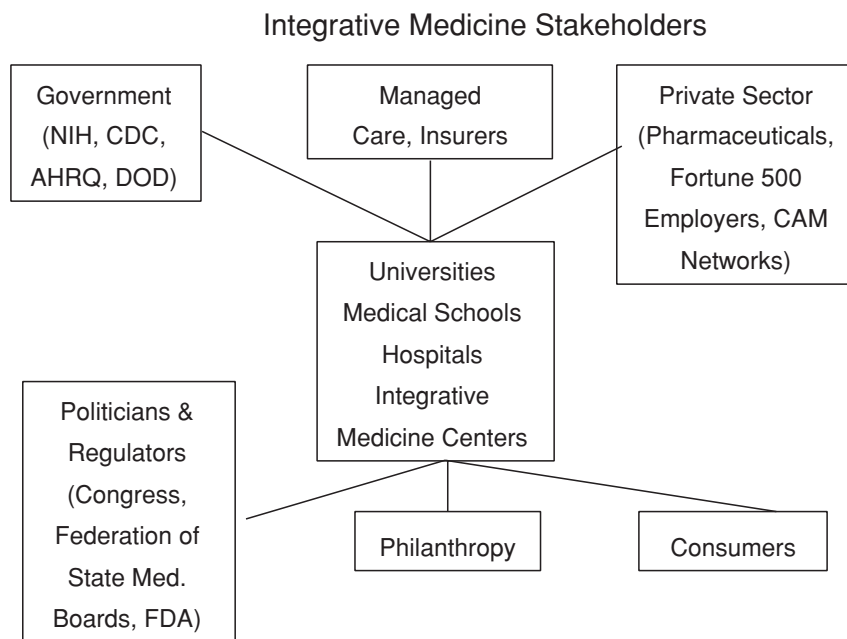 Integrative Medicine Stakeholders
Government
(NIH, CDC,
AHRQ, DOD)
Managed
Care, Insurers
Private Sector
(Pharmaceuticals,
Fortune 500
Employers, CAM
Networks)
Universities
Medical Schools
Hospitals
Integrative
Medicine Centers
Politicians &
Regulators
(Congress,
Federation of
State Med.
Boards, FDA)
Philanthropy
Consumers